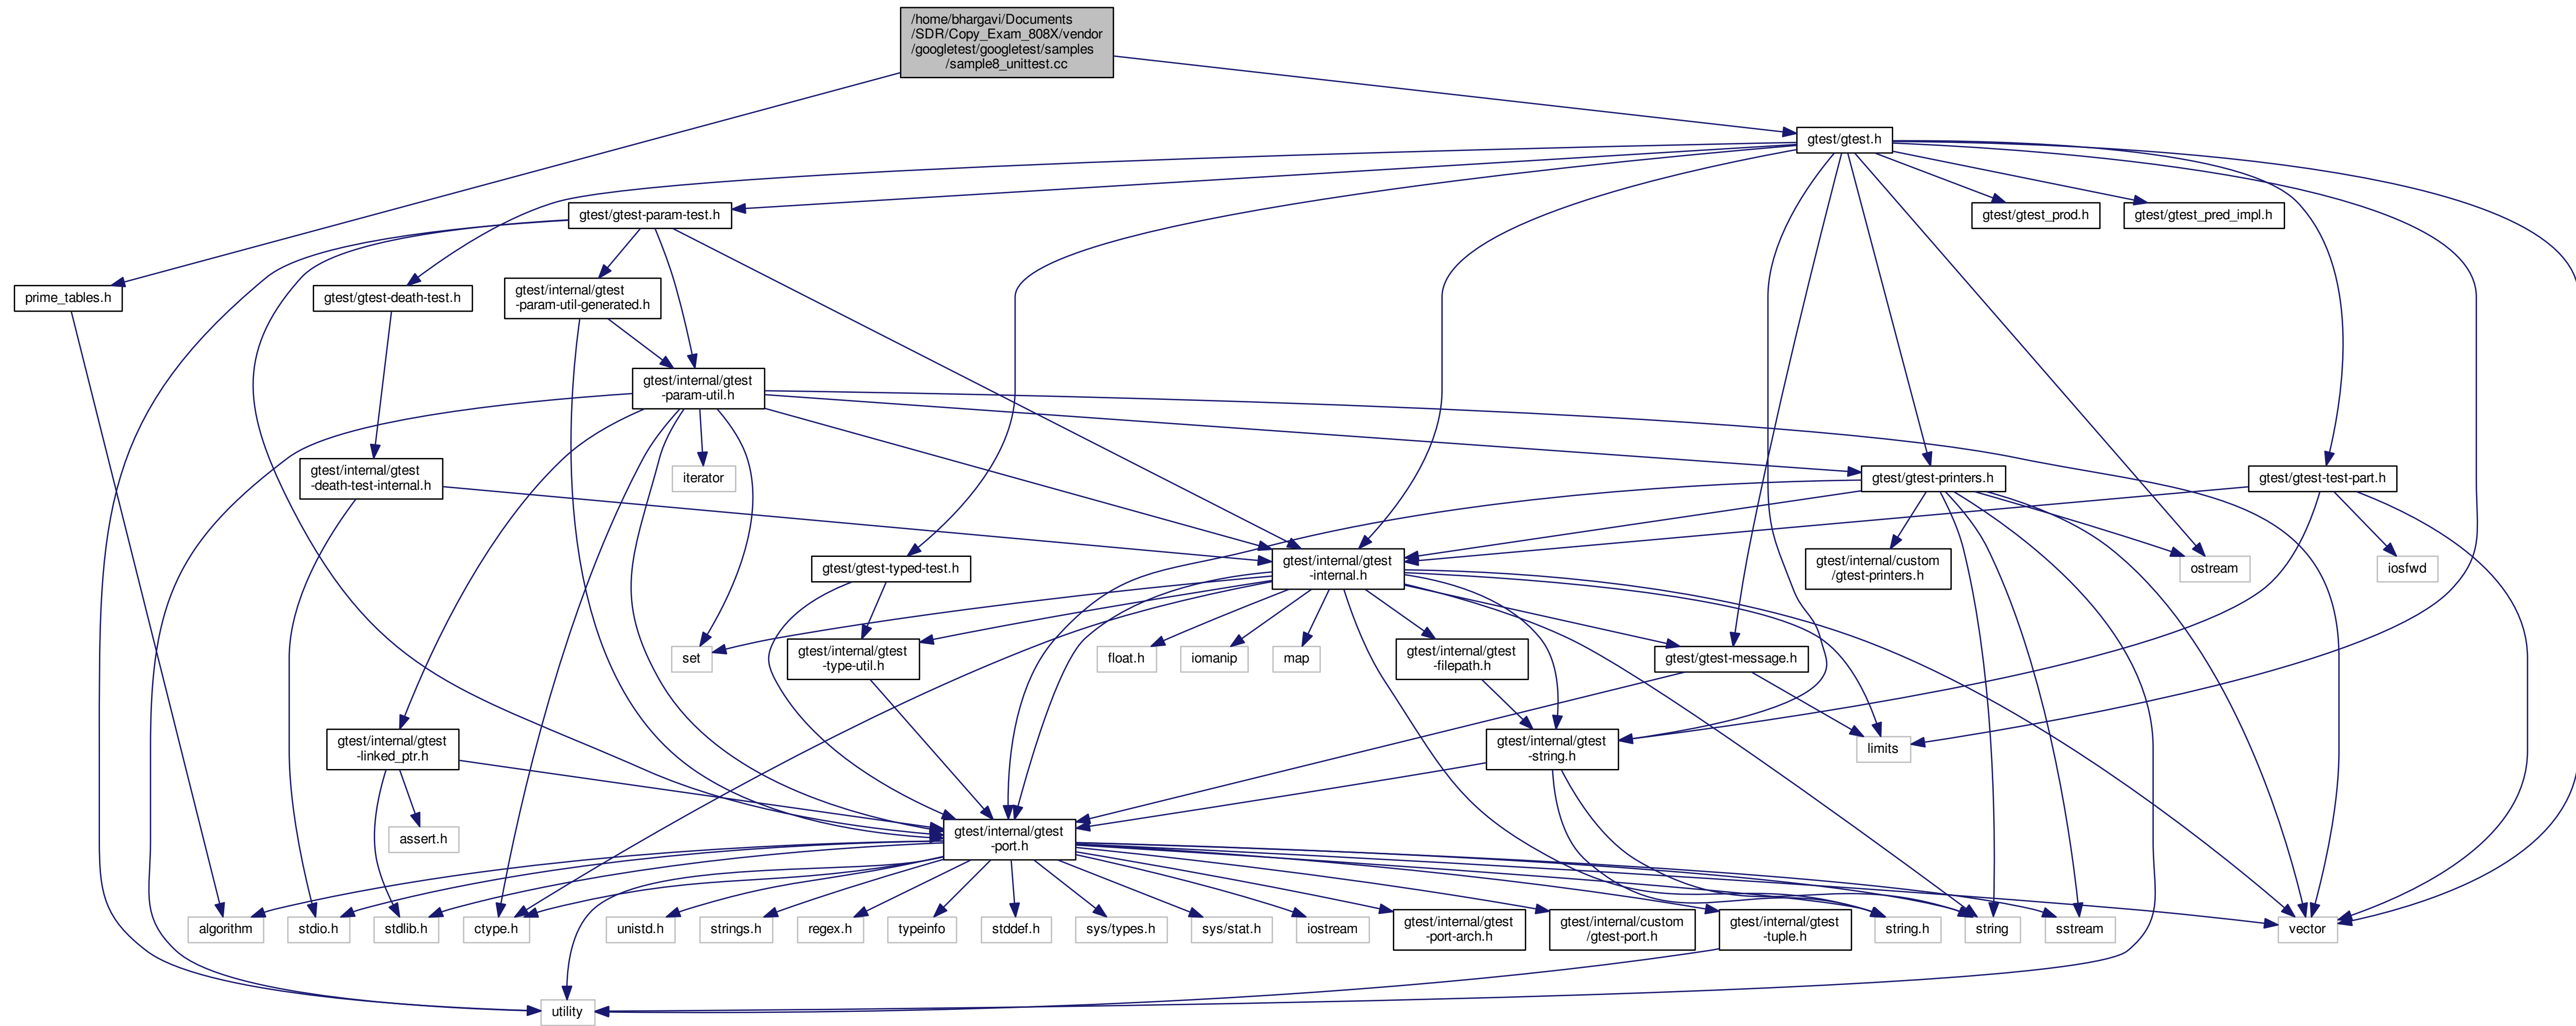 /home/bhargavi/Documents
/SDR/Copy_Exam_808X/vendor
/googletest/googletest/samples
/sample8_unittest.cc
gtest/gtest.h
gtest/gtest-param-test.h
gtest/gtest_prod.h
gtest/gtest_pred_impl.h
prime_tables.h
gtest/gtest-death-test.h
gtest/internal/gtest
-param-util-generated.h
gtest/internal/gtest
-param-util.h
gtest/internal/gtest
-death-test-internal.h
iterator
gtest/gtest-printers.h
gtest/gtest-test-part.h
gtest/gtest-typed-test.h
gtest/internal/gtest
-internal.h
gtest/internal/custom
/gtest-printers.h
ostream
iosfwd
set
gtest/internal/gtest
-type-util.h
float.h
iomanip
map
gtest/internal/gtest
-filepath.h
gtest/gtest-message.h
gtest/internal/gtest
-linked_ptr.h
gtest/internal/gtest
-string.h
limits
assert.h
gtest/internal/gtest
-port.h
algorithm
stdio.h
stdlib.h
ctype.h
unistd.h
strings.h
regex.h
typeinfo
stddef.h
sys/types.h
sys/stat.h
iostream
gtest/internal/gtest
-port-arch.h
gtest/internal/custom
/gtest-port.h
gtest/internal/gtest
-tuple.h
string.h
string
sstream
vector
utility